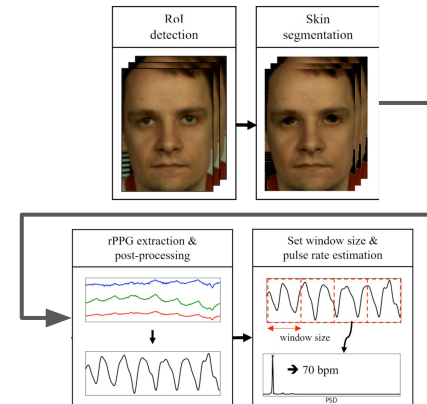 RoI
detection
Skin
segmentation
rPPG extraction &
post-processing
Set window size &
pulse rate estimation
window size
➔ 70 bpm
PSD